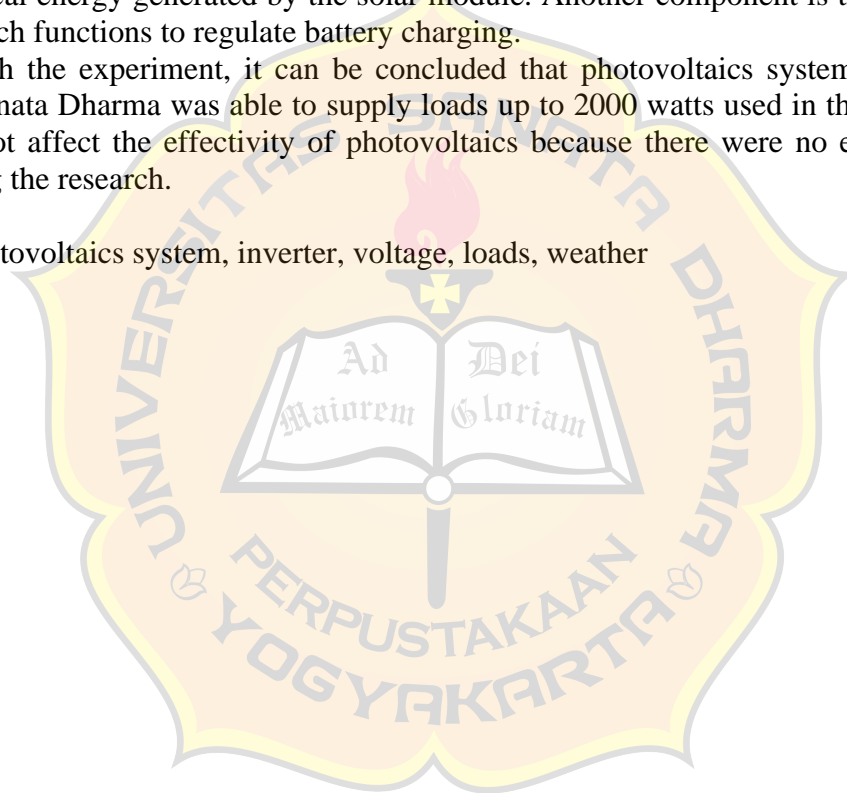 cal energy generated by the solar module. Another component is t
ch functions to regulate battery charging.
h the experiment, it can be concluded that photovoltaics system
nata Dharma was able to supply loads up to 2000 watts used in th
ot affect the effectivity of photovoltaics because there were no e
g the research.
otovoltaics system, inverter, voltage, loads, weather
UNIVERSITAS SANATA DHARMA
Ad Dei
Maiorem Gloriam
PERPUSTAKAAN
YOGYAKARTA